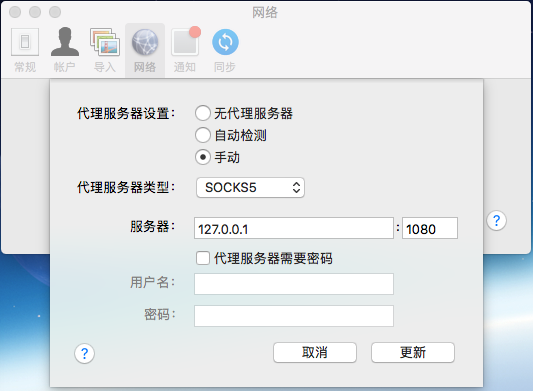 网络
常规 帐户 导入 网络 通知 同步
代理服务器设置： 无代理服务器
自动检测
手动
代理服务器类型： SOCKS5
服务器： 127.0.0.1 : 1080
代理服务器需要密码
用户名：
密码：
? 取消 更新
?